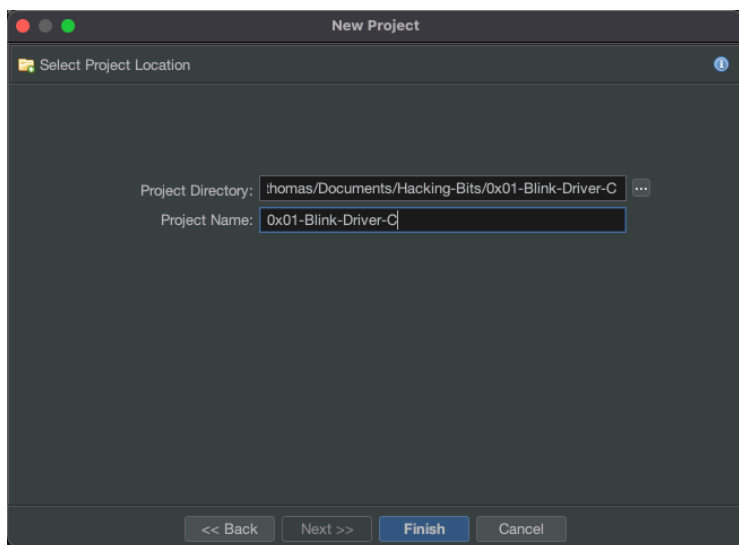 New Project
Select Project Location
Project Directory: :homas/Documents/Hacking-Bits/0x01-Blink-Driver-C ...
Project Name: 0x01-Blink-Driver-C
<< Back Next >> Finish Cancel